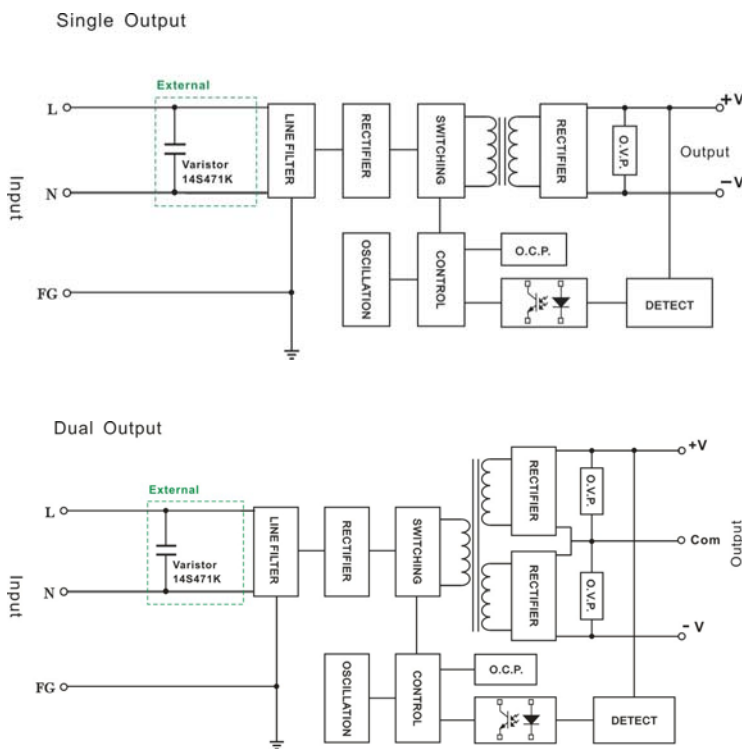 Single Output
External
L
Varistor
14S471K
N
Input
FG
LINE FILTER
RECTIFIER
SWITCHING
RECTIFIER
O.V.P.
+V
Output
-V
OSCILLATION
CONTROL
O.C.P.
DETECT
Dual Output
External
L
Varistor
14S471K
N
Input
FG
LINE FILTER
RECTIFIER
SWITCHING
RECTIFIER
RECTIFIER
O.V.P.
O.V.P.
+V
Com
Output
- V
OSCILLATION
CONTROL
O.C.P.
DETECT